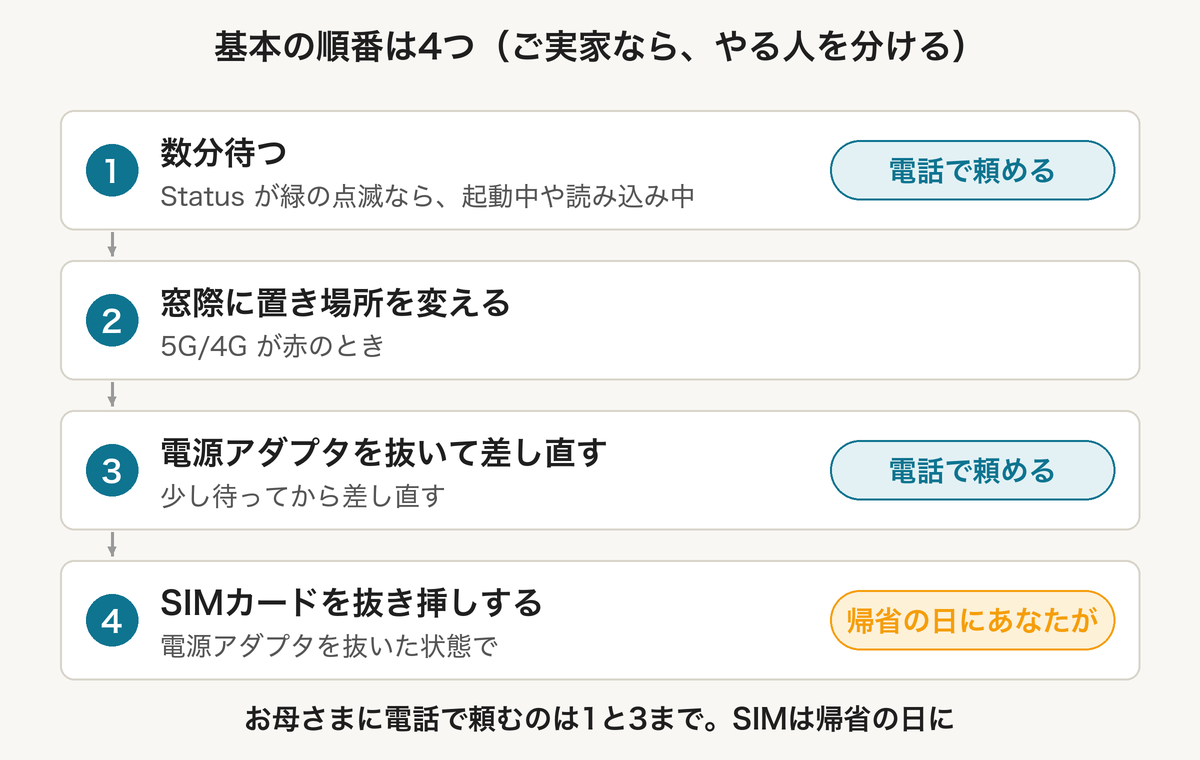 基本の順番は4つ（ご実家なら、やる人を分ける）
1
数分待つ
Status が緑の点滅なら、起動中や読み込み中
電話で頼める
2
窓際に置き場所を変える
5G/4G が赤のとき
3
電源アダプタを抜いて差し直す
少し待ってから差し直す
電話で頼める
4
SIMカードを抜き挿しする
電源アダプタを抜いた状態で
帰省の日にあなたが
お母さまに電話で頼むのは1と3まで。SIMは帰省の日に